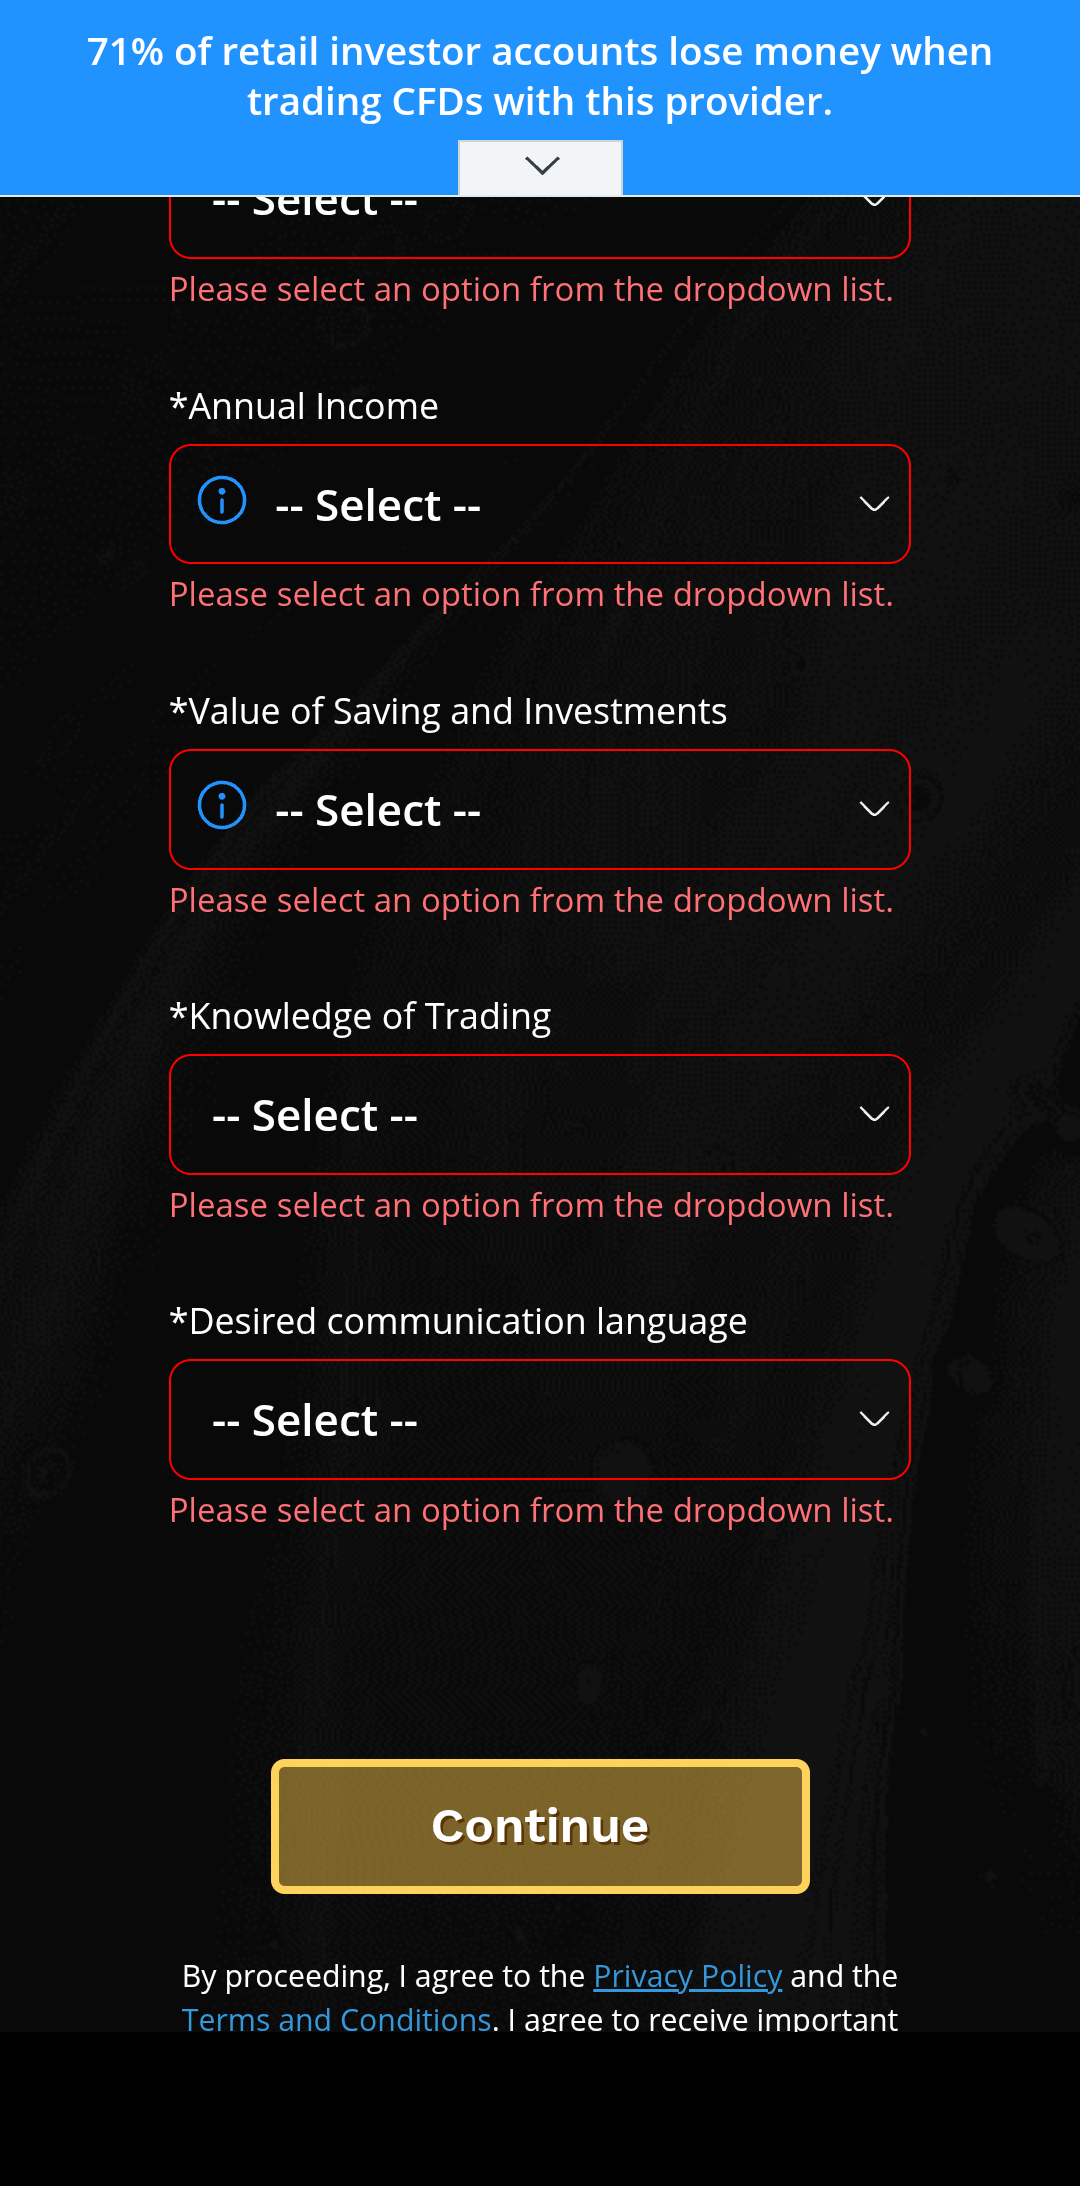 71% of retail investor accounts lose money when
trading CFDs with this provider.
-- Select --
Please select an option from the dropdown list.
*Annual Income
-- Select --
Please select an option from the dropdown list.
*Value of Saving and Investments
-- Select --
Please select an option from the dropdown list.
*Knowledge of Trading
-- Select --
Please select an option from the dropdown list.
*Desired communication language
-- Select --
Please select an option from the dropdown list.
Continue
By proceeding, I agree to the Privacy Policy and the
Terms and Conditions. I agree to receive important